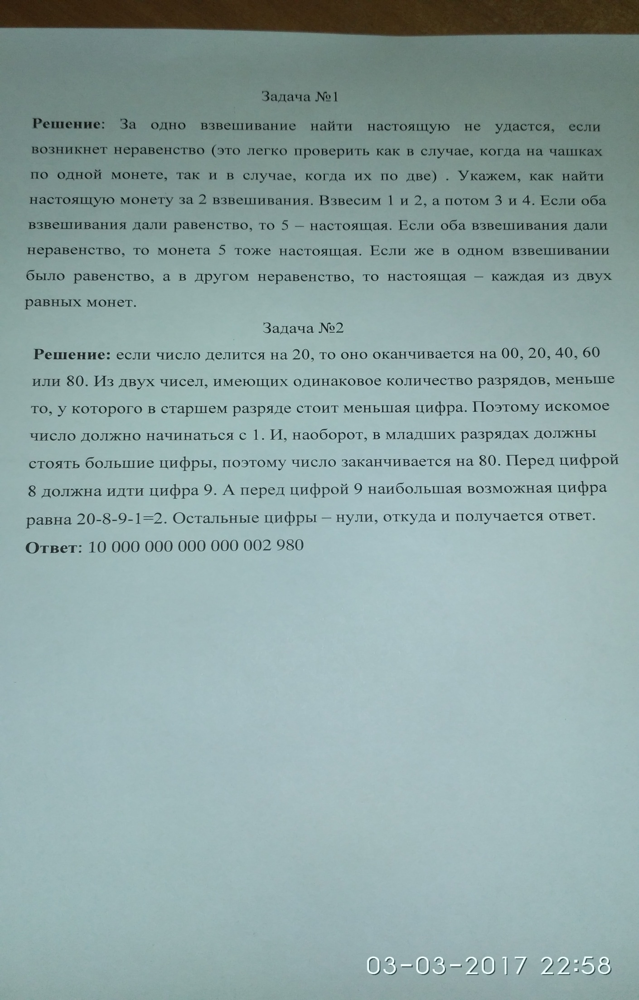 Задача №1
Решение: За одно взвешивание найти настоящую не удастся, если
возникнет неравенство (это легко проверить как в случае, когда на чашках
по одной монете, так и в случае, когда их по две) . Укажем, как найти
настоящую монету за 2 взвешивания. Взвесим 1 и 2, а потом 3 и 4. Если оба
взвешивания дали равенство, то 5 – настоящая. Если оба взвешивания дали
неравенство, то монета 5 тоже настоящая. Если же в одном взвешивании
было равенство, а в другом неравенство, то настоящая – каждая из двух
равных монет.
Задача №2
Решение: если число делится на 20, то оно оканчивается на 00, 20, 40, 60
или 80. Из двух чисел, имеющих одинаковое количество разрядов, меньше
то, у которого в старшем разряде стоит меньшая цифра. Поэтому искомое
число должно начинаться с 1. И, наоборот, в младших разрядах должны
стоять большие цифры, поэтому число заканчивается на 80. Перед цифрой
8 должна идти цифра 9. А перед цифрой 9 наибольшая возможная цифра
равна 20-8-9-1=2. Остальные цифры – нули, откуда и получается ответ.
Ответ: 10 000 000 000 000 002 980
03-03-2017 22:58